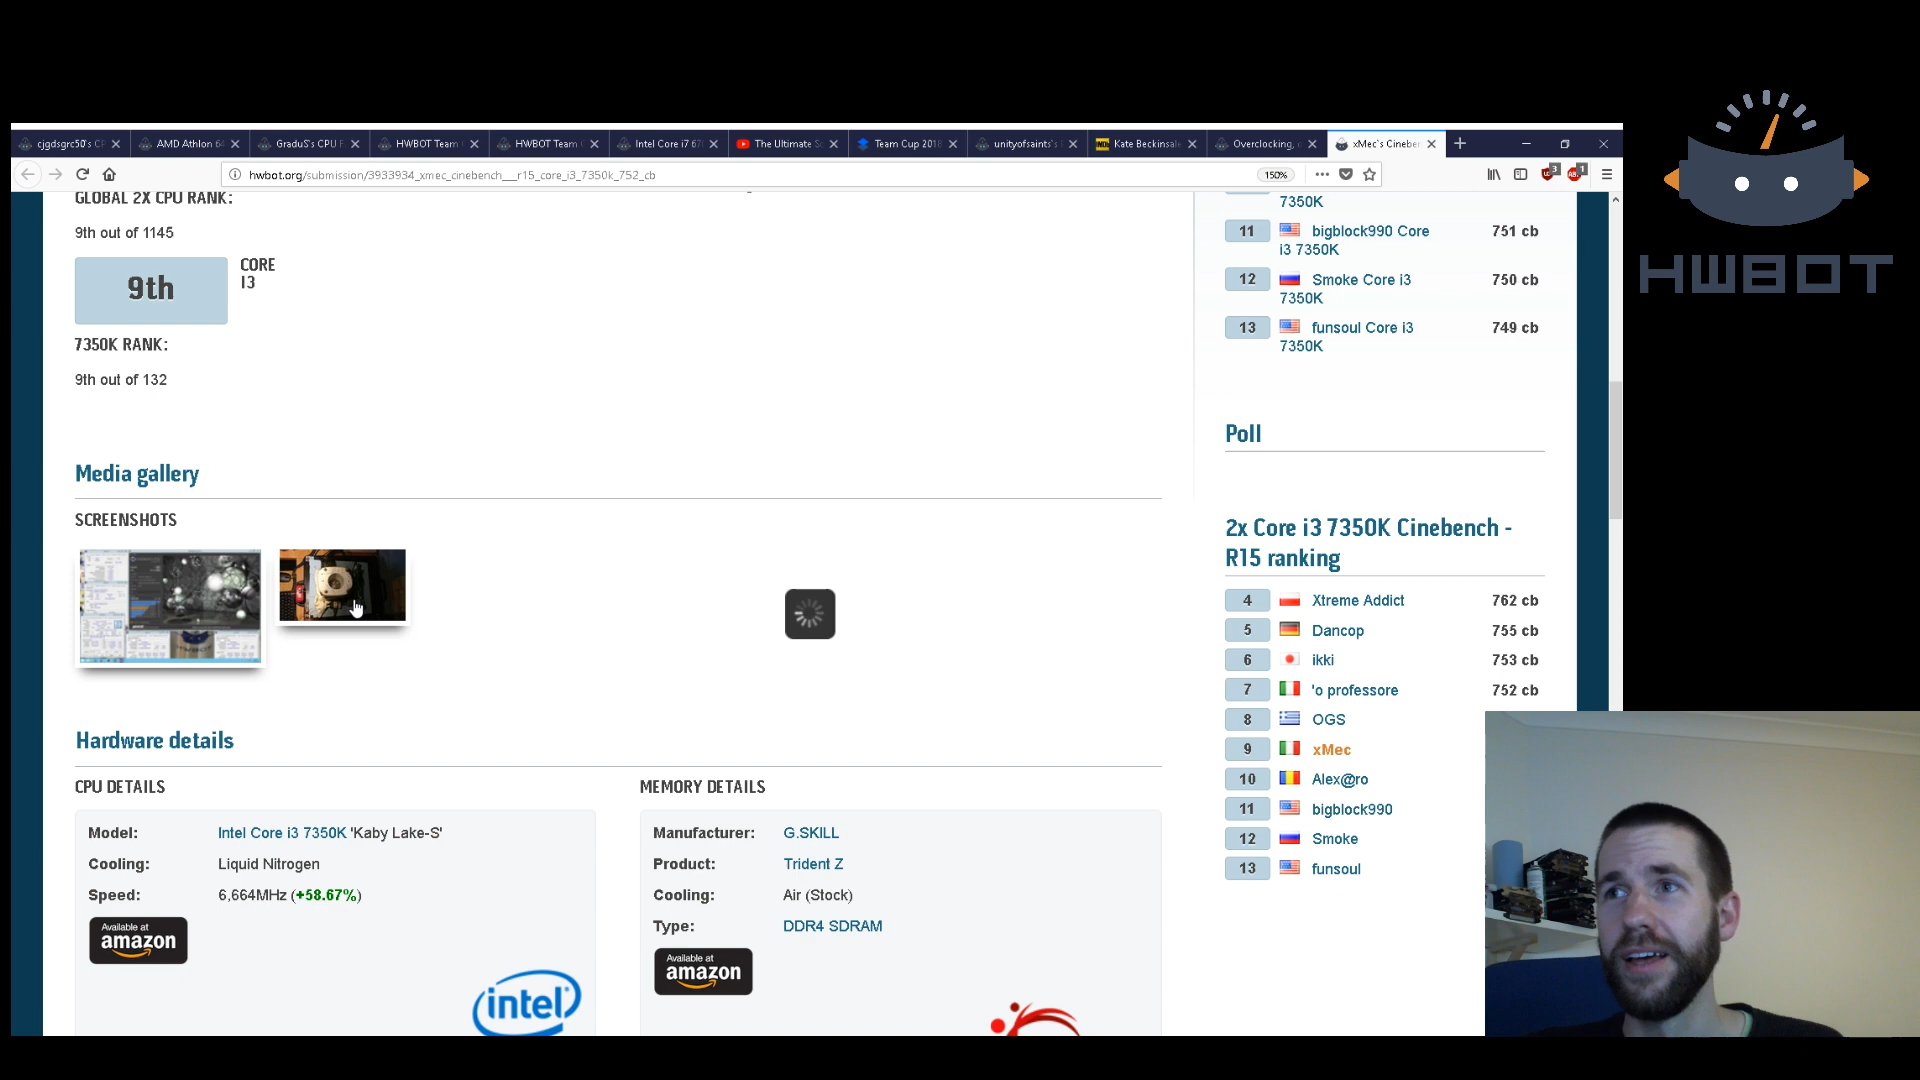 cjgdsgrc50's CP
AMD Athlon 64
GraduS's CPU F
HWBOT Team
HWBOT Team
Intel Core i7 67
The Ultimate Sc
Team Cup 2018
unityofsaints's
Kate Beckinsale
Overclocking,
xMec's Cineben
hwbot.org/submission/3933934_xmec_cinebench___r15_core_i3_7350k_752_cb
150%
GLOBAL 2X CPU RANK:
9th out of 1145
9th
CORE
I3
7350K RANK:
9th out of 132
Media gallery
SCREENSHOTS
Hardware details
CPU DETAILS
Model: Intel Core i3 7350K 'Kaby Lake-S'
Cooling: Liquid Nitrogen
Speed: 6,664MHz (+58.67%)
Available at
amazon
intel
MEMORY DETAILS
Manufacturer: G.SKILL
Product: Trident Z
Cooling: Air (Stock)
Type: DDR4 SDRAM
Available at
amazon
7350K
11 bigblock990 Core 751 cb
i3 7350K
12 Smoke Core i3 750 cb
7350K
13 funsoul Core i3 749 cb
7350K
Poll
2x Core i3 7350K Cinebench -
R15 ranking
4 Xtreme Addict 762 cb
5 Dancop 755 cb
6 ikki 753 cb
7 'o professore 752 cb
8 OGS
9 xMec
10 Alex@ro
11 bigblock990
12 Smoke
13 funsoul
HWBOT